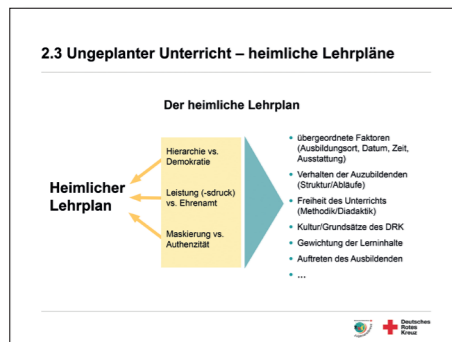 2.3 Ungeplanter Unterricht – heimliche Lehrpläne
Der heimliche Lehrplan
Heimlicher
Lehrplan
Hierarchie vs.
Demokratie
Leistung (-sdruck)
vs. Ehrenamt
Maskierung vs.
Authenzität
• übergeordnete Faktoren
(Ausbildungsort, Datum, Zeit,
Ausstattung)
• Verhalten der Auzubildenden
(Struktur/Abläufe)
• Freiheit des Unterrichts
(Methodik/Diadaktik)
• Kultur/Grundsätze des DRK
• Gewichtung der Lerninhalte
• Auftreten des Ausbildenden
• ...
Deutsches
Rotes
Kreuz